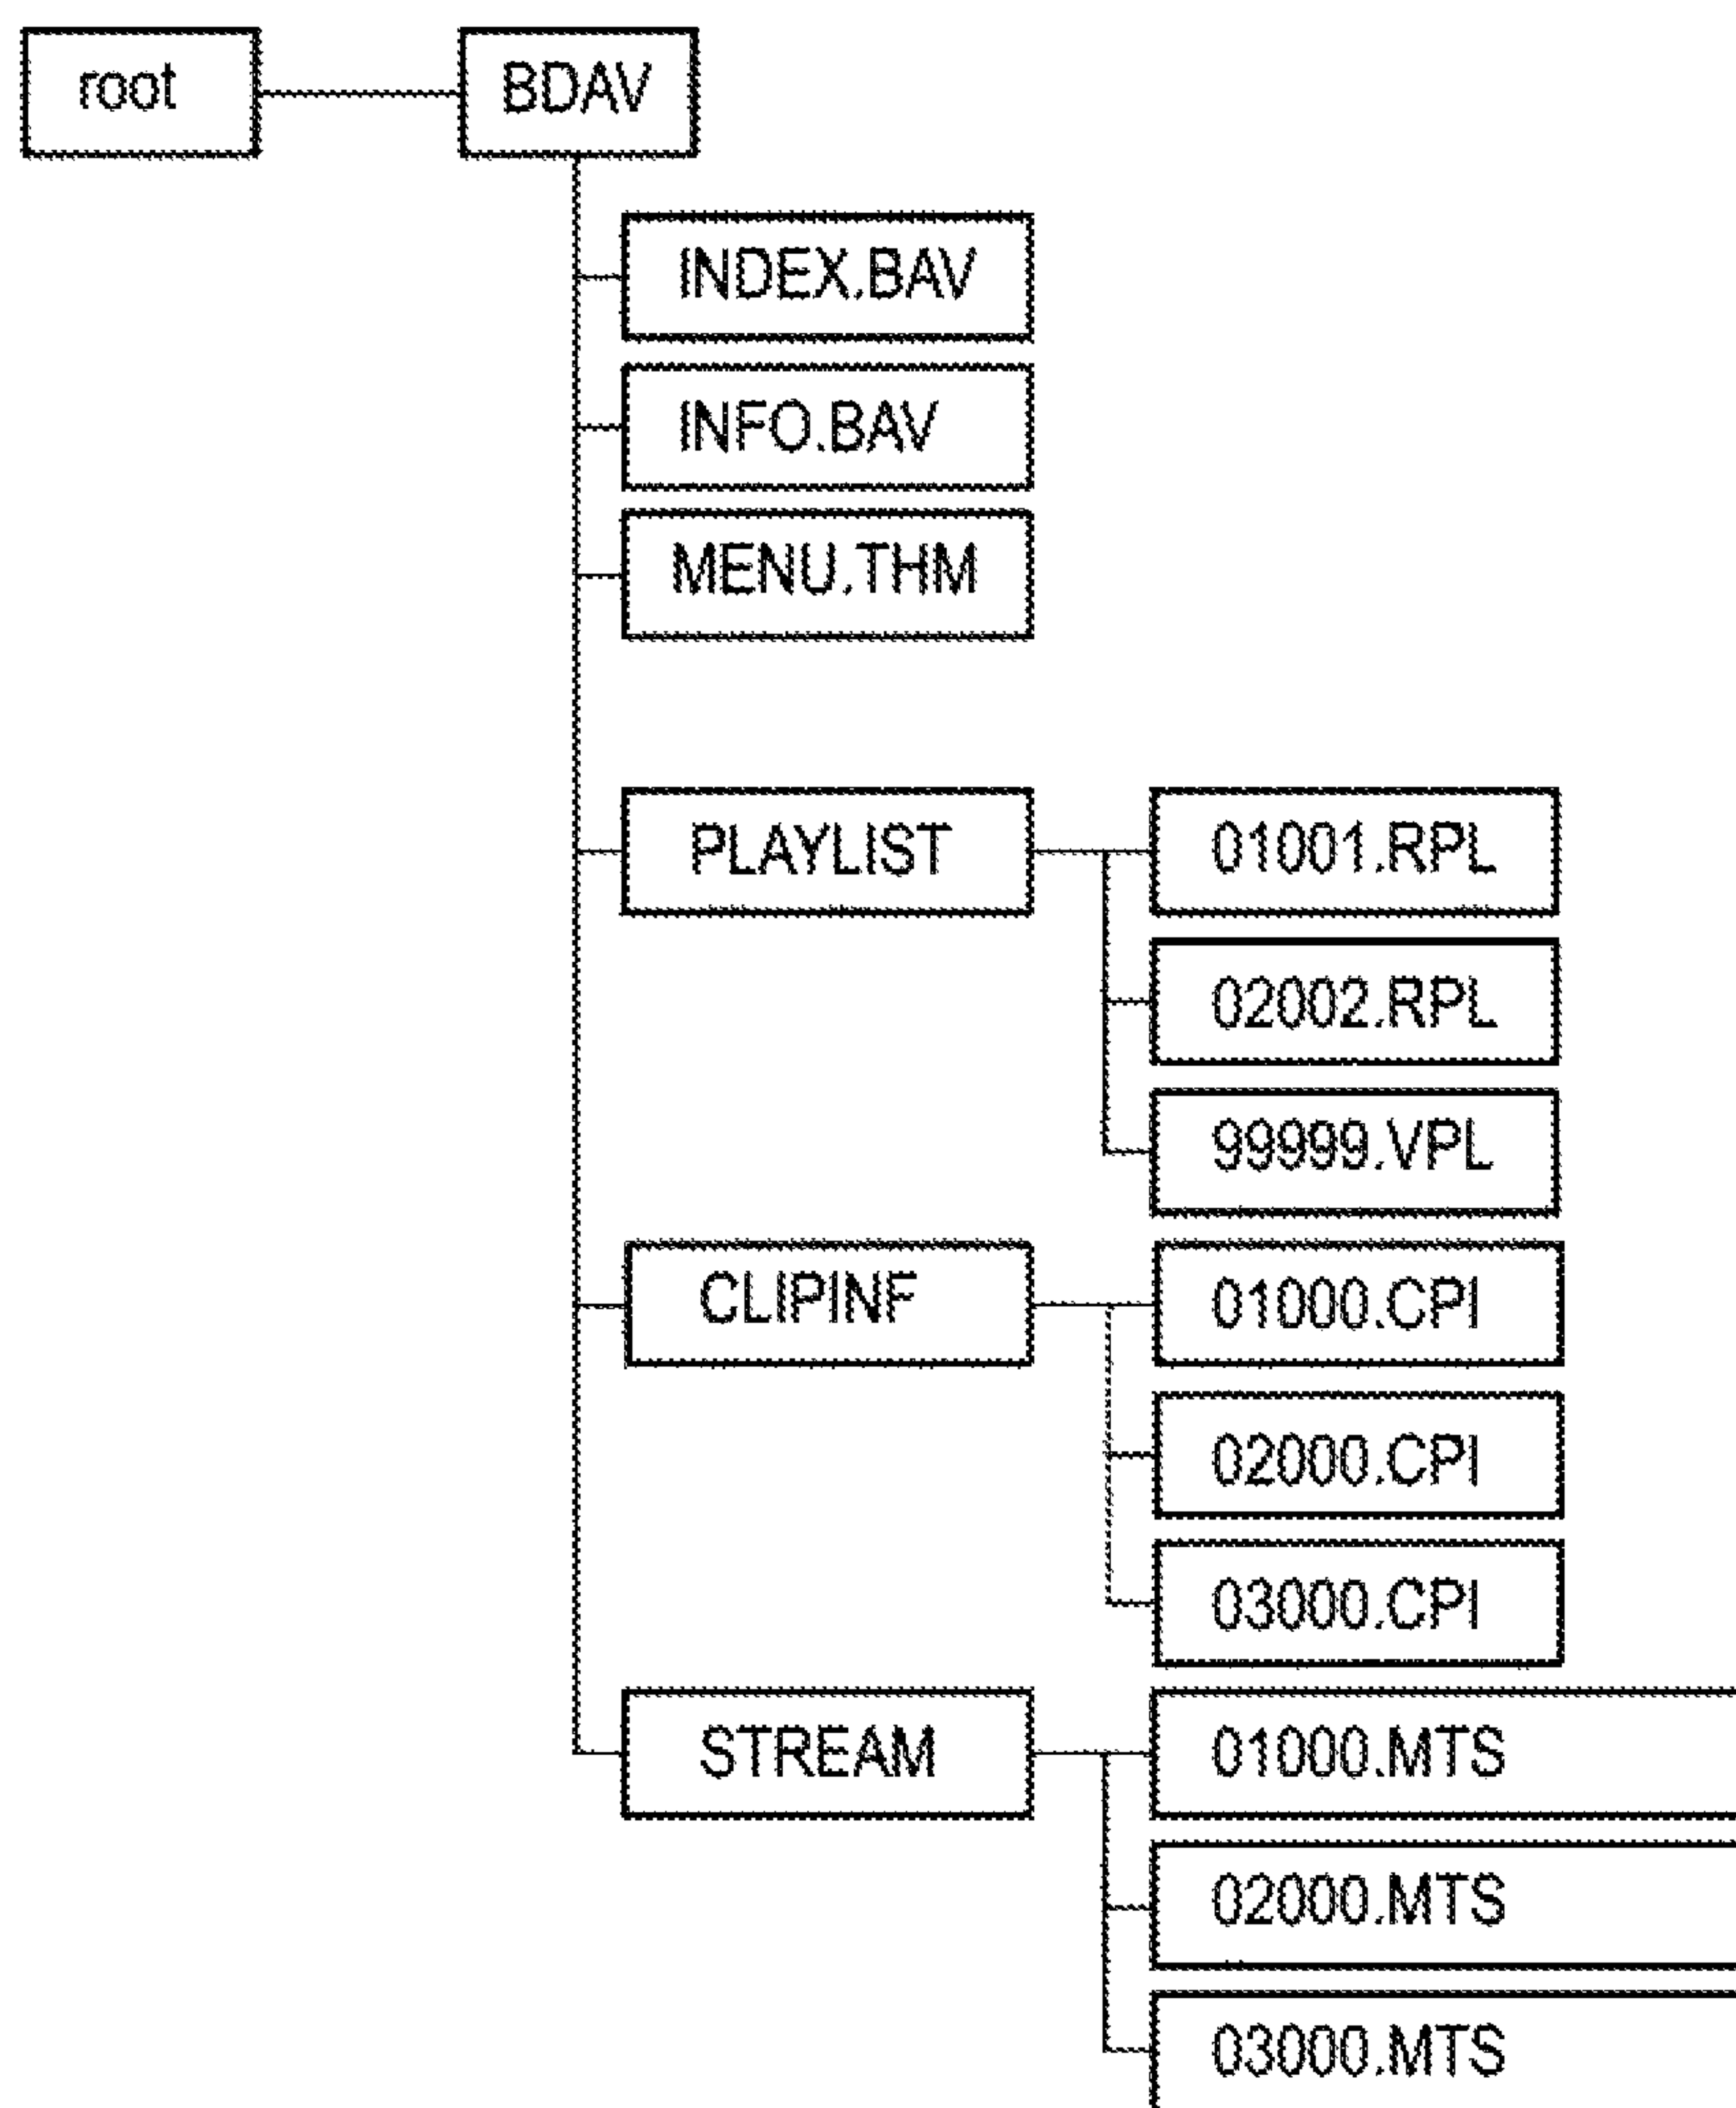 root
BDAV
INDEX.BAV
INFO.BAV
MENU.THM
PLAYLIST
01001.RPL
02002.RPL
99999.VPL
CLIPINF
01000.CPI
02000.CPI
03000.CPI
STREAM
01000.MTS
02000.MTS
03000.MTS